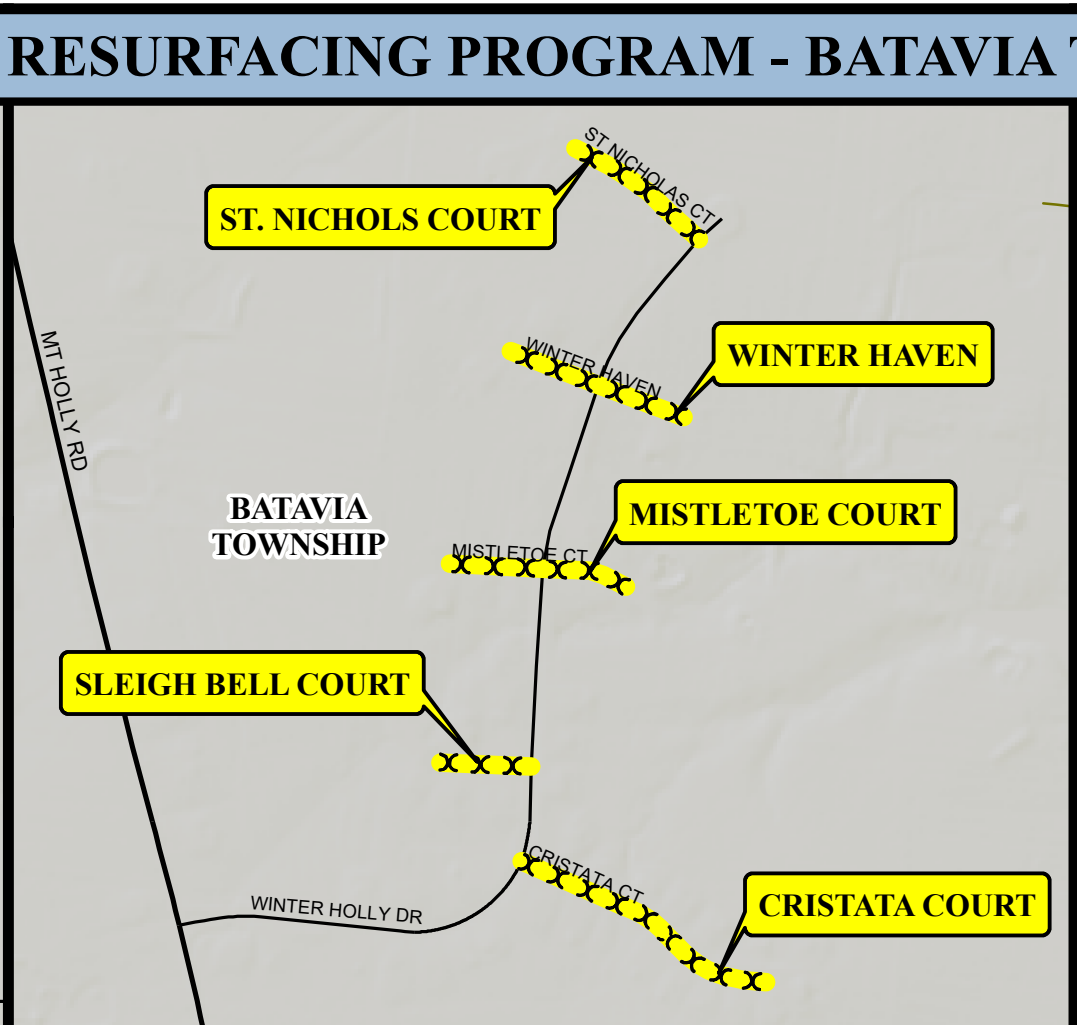 RESURFACING PROGRAM - BATAVIA
ST NICHOLAS CT
ST. NICHOLS COURT
MT HOLLY RD
WINTER HAVEN
WINTER HAVEN
BATAVIA
TOWNSHIP
MISTLETOE COURT
MISTLETOE CT
SLEIGH BELL COURT
CRISTATA CT
WINTER HOLLY DR
CRISTATA COURT